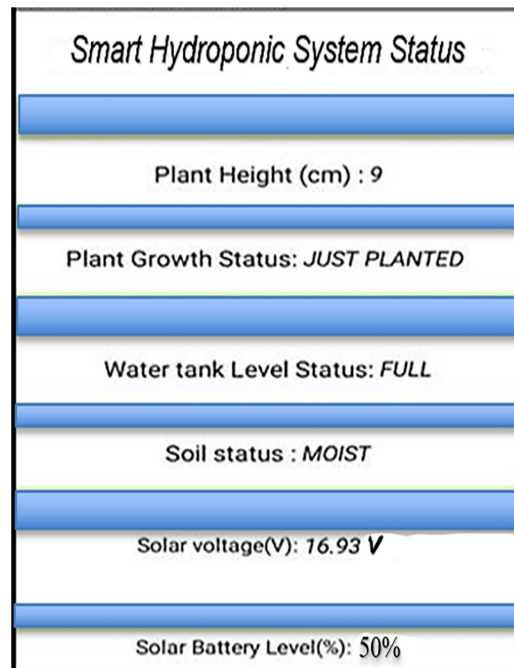 Smart Hydroponic System Status
Plant Height (cm) : 9
Plant Growth Status: JUST PLANTED
Water tank Level Status: FULL
Soil status : MOIST
Solar voltage(V): 16.93 V
Solar Battery Level(%): 50%